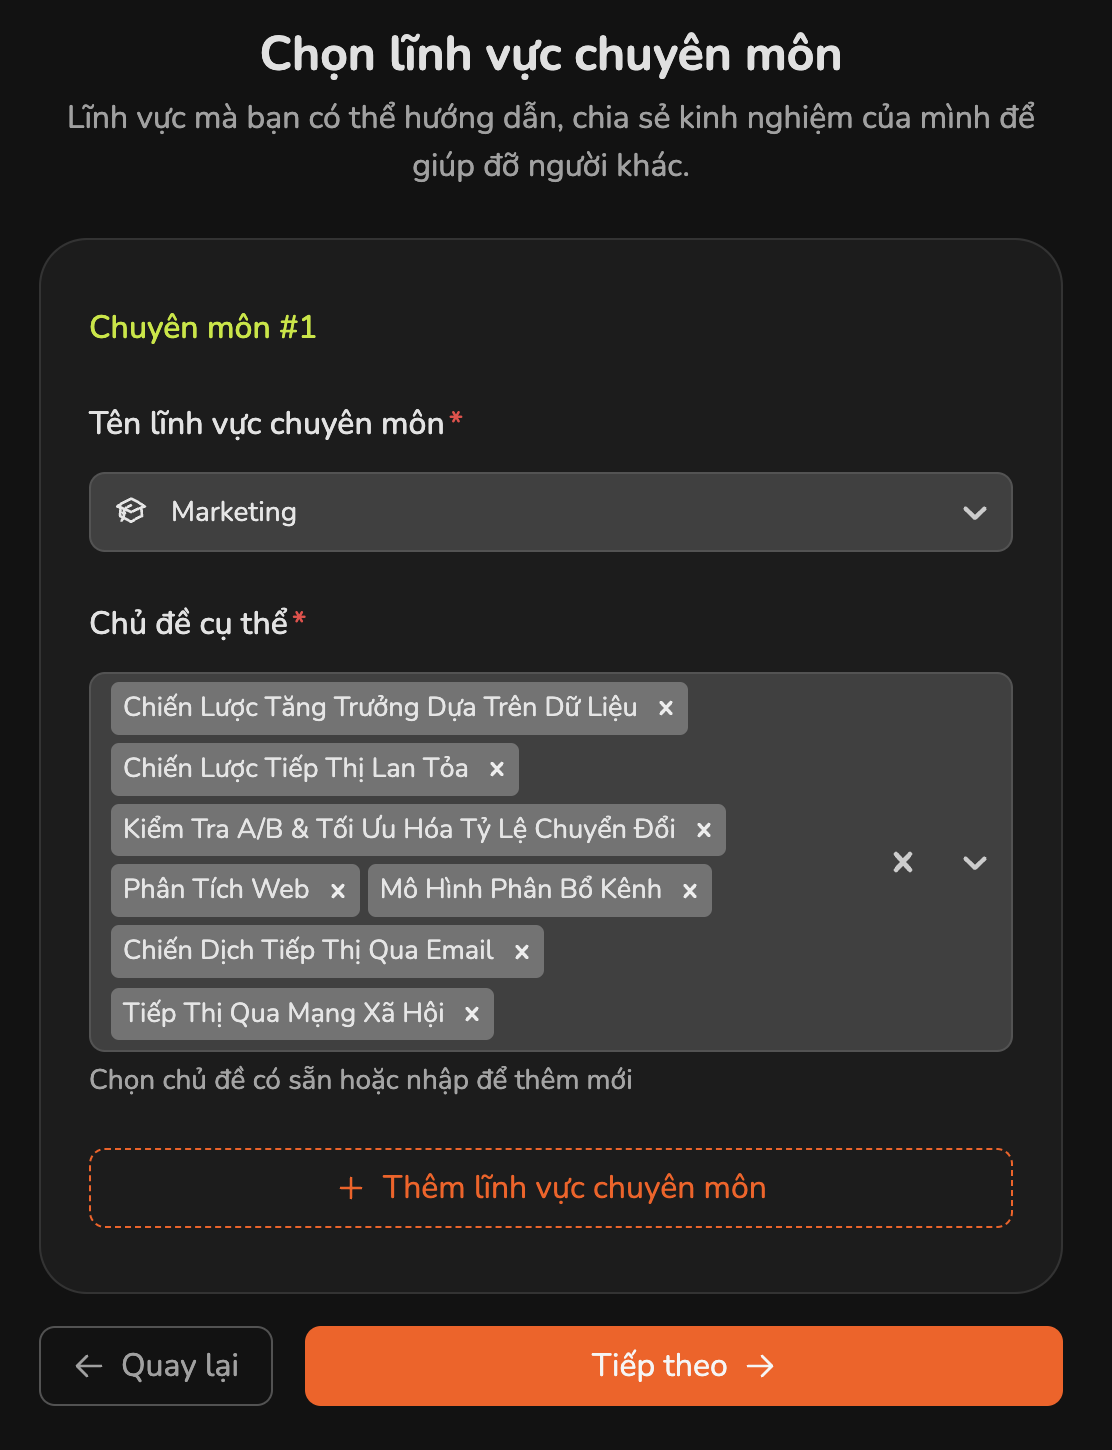 Chọn lĩnh vực chuyên môn
Lĩnh vực mà bạn có thể hướng dẫn, chia sẻ kinh nghiệm của mình để
giúp đỡ người khác.
Chuyên môn #1
Tên lĩnh vực chuyên môn*
Marketing
Chủ đề cụ thể*
Chiến Lược Tăng Trưởng Dựa Trên Dữ Liệu ×
Chiến Lược Tiếp Thị Lan Tỏa ×
Kiểm Tra A/B & Tối Ưu Hóa Tỷ Lệ Chuyển Đổi ×
Phân Tích Web × Mô Hình Phân Bổ Kênh ×
Chiến Dịch Tiếp Thị Qua Email ×
Tiếp Thị Qua Mạng Xã Hội ×
Chọn chủ đề có sẵn hoặc nhập để thêm mới
+ Thêm lĩnh vực chuyên môn
← Quay lại
Tiếp theo →